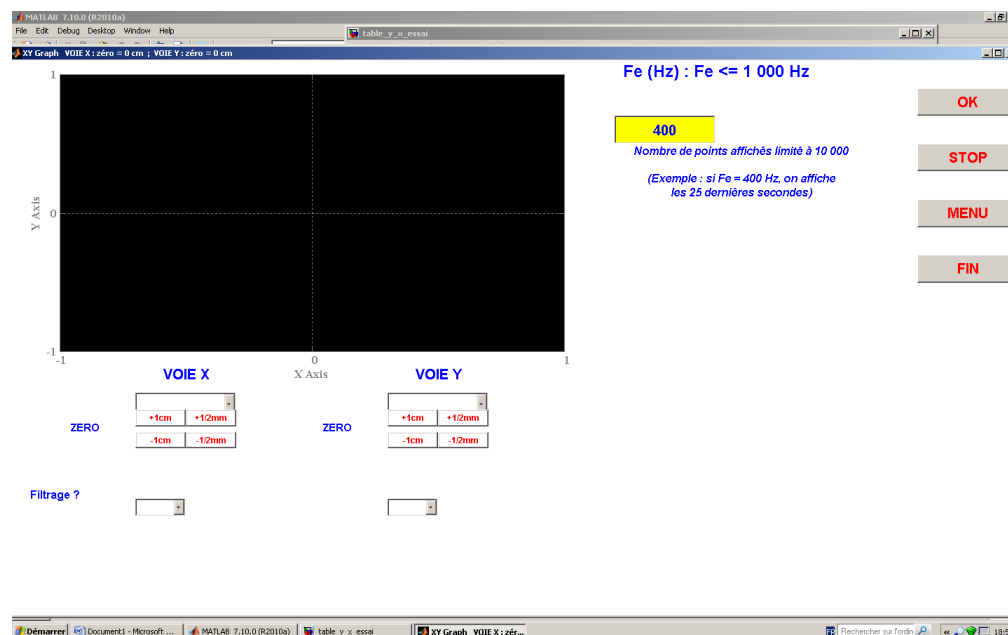 MATLAB 7.10.0 (R2010a)
File Edit Debug Desktop Window Help
table_y_x_essai
XY Graph VOIE X : zéro = 0 cm ; VOIE Y : zéro = 0 cm
Fe (Hz) : Fe <= 1 000 Hz
400
Nombre de points affichés limité à 10 000
(Exemple : si Fe = 400 Hz, on affiche
les 25 dernières secondes)
OK
STOP
MENU
FIN
1
Y Axis
0
-1
-1
0
1
X Axis
VOIE X
VOIE Y
ZERO
+1cm
+1/2mm
-1cm
-1/2mm
ZERO
+1cm
+1/2mm
-1cm
-1/2mm
Filtrage ?
Démarrer
Document1 - Microsoft ...
MATLAB 7.10.0 (R2010a)
table_y_x_essai
XY Graph VOIE X : zér...
FR
Rechercher sur l'ordin